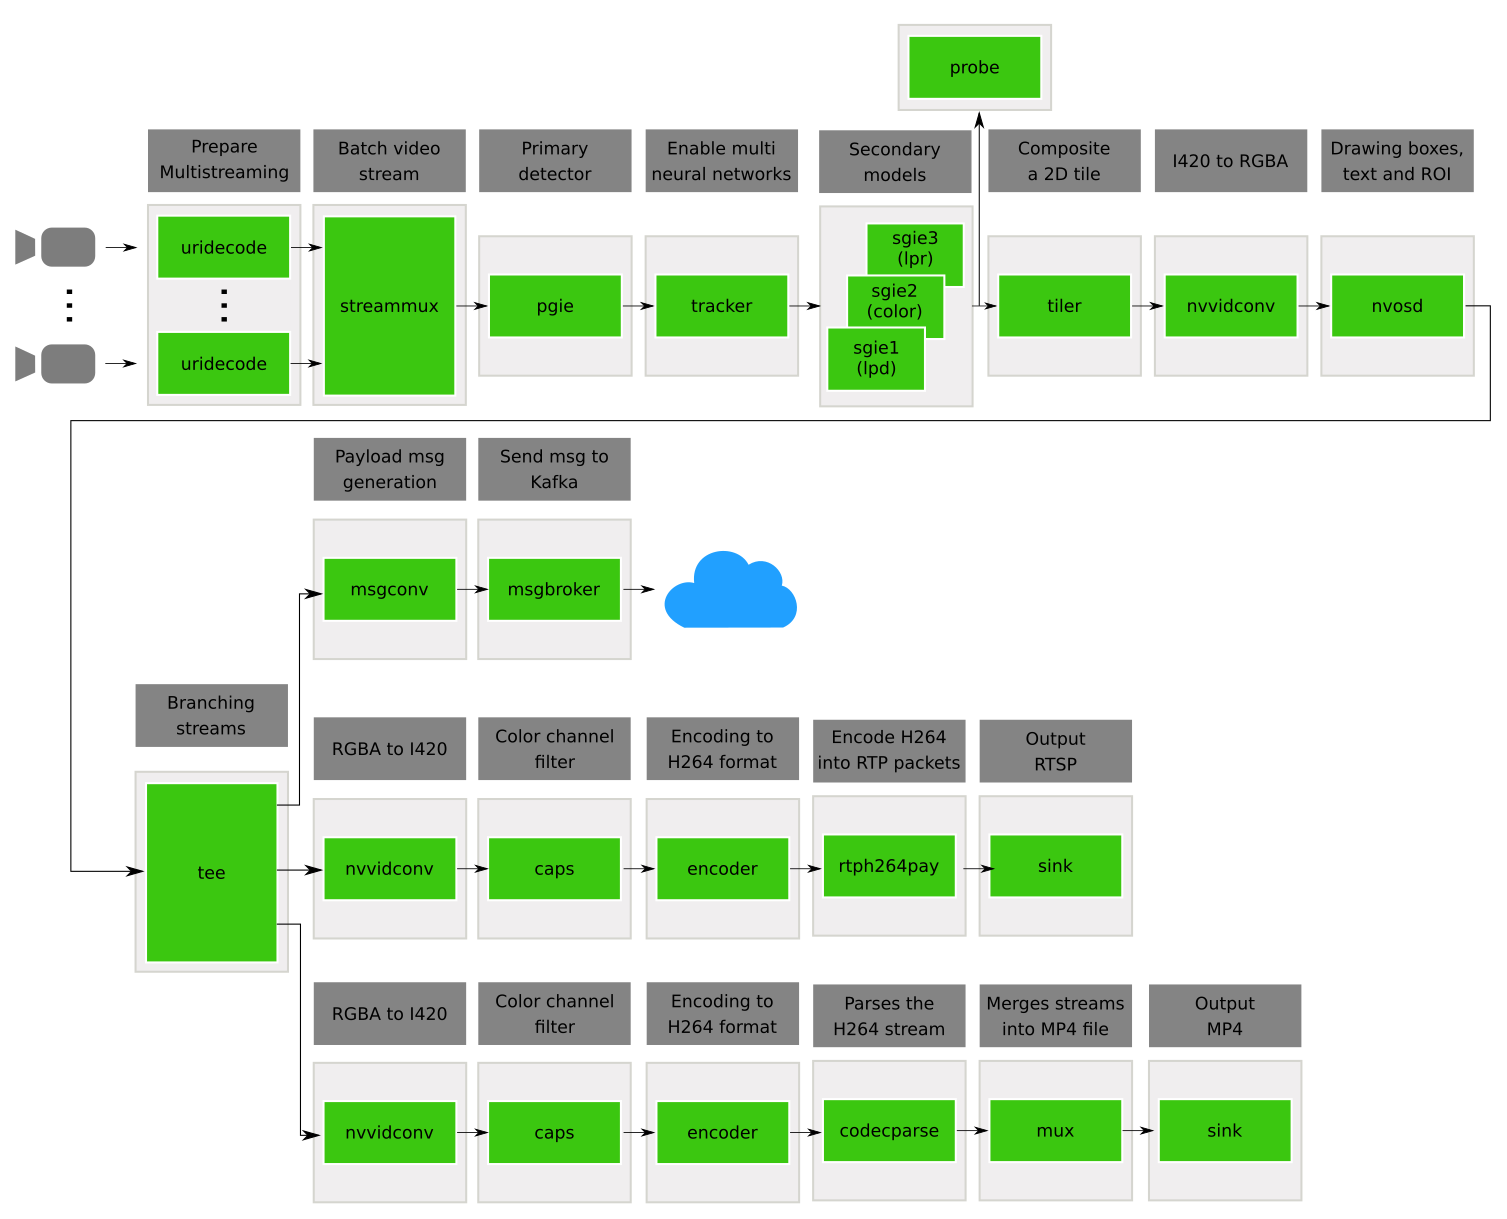 probe
Prepare
Multistreaming
Batch video
stream
Primary
detector
Enable multi
neural networks
Secondary
models
Composite
a 2D tile
I420 to RGBA
Drawing boxes,
text and ROI
uridecode
uridecode
streammux
pgie
tracker
sgie3
(lpr)
sgie2
(color)
sgie1
(lpd)
tiler
nvvidconv
nvosd
Payload msg
generation
Send msg to
Kafka
msgconv
msgbroker
Branching
streams
tee
RGBA to I420
Color channel
filter
Encoding to
H264 format
Encode H264
into RTP packets
Output
RTSP
nvvidconv
caps
encoder
rtph264pay
sink
RGBA to I420
Color channel
filter
Encoding to
H264 format
Parses the
H264 stream
Merges streams
into MP4 file
Output
MP4
nvvidconv
caps
encoder
codecparse
mux
sink